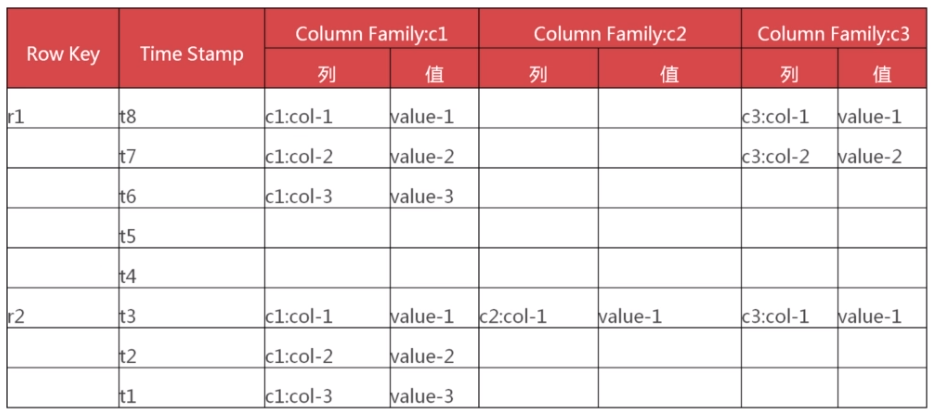 Row Key Time Stamp Column Family:c1 Column Family:c2 Column Family:c3
列 值 列 值 列 值
r1 t8 c1:col-1 value-1 c3:col-1 value-1
t7 c1:col-2 value-2 c3:col-2 value-2
t6 c1:col-3 value-3
t5
t4
r2 t3 c1:col-1 value-1 c2:col-1 value-1 c3:col-1 value-1
t2 c1:col-2 value-2
t1 c1:col-3 value-3